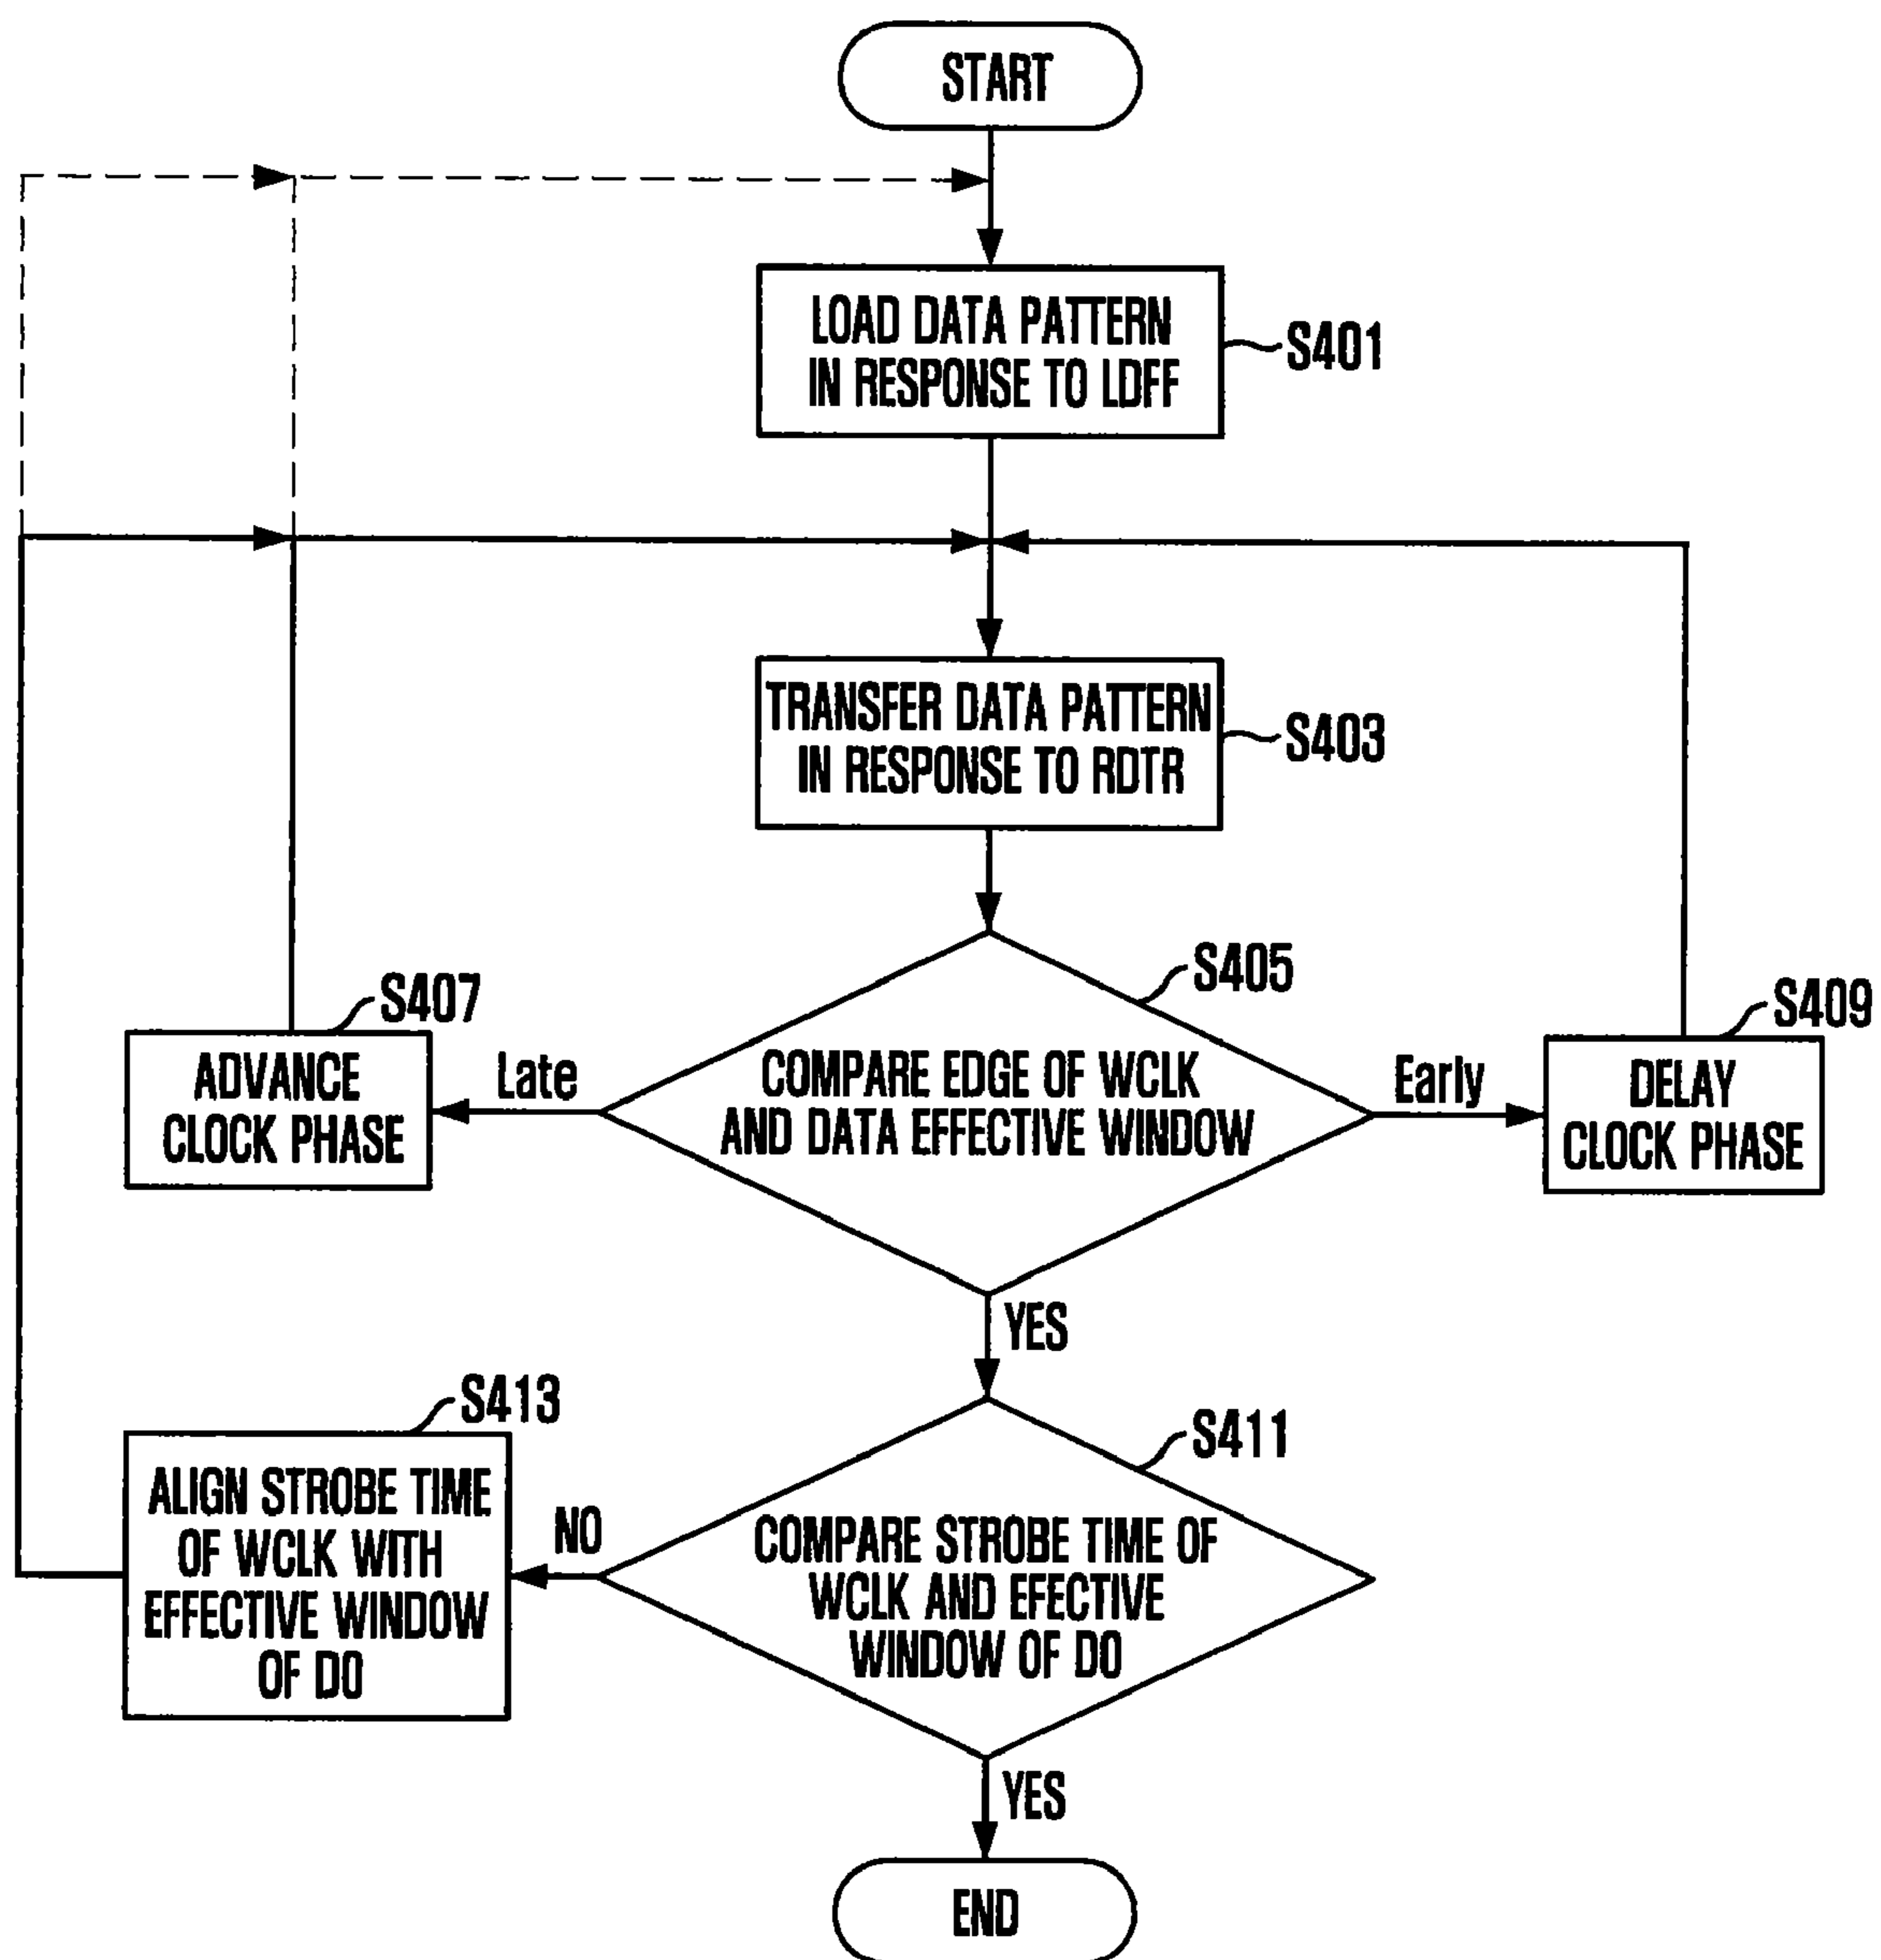 START
LOAD DATA PATTERN
IN RESPONSE TO LDFF
S401
TRANSFER DATA PATTERN
IN RESPONSE TO RDTR
S403
S405
COMPARE EDGE OF WCLK
AND DATA EFFECTIVE WINDOW
Late
S407
ADVANCE
CLOCK PHASE
Early
S409
DELAY
CLOCK PHASE
YES
S411
COMPARE STROBE TIME OF
WCLK AND EFECTIVE
WINDOW OF DO
NO
S413
ALIGN STROBE TIME
OF WCLK WITH
EFFECTIVE WINDOW
OF DO
YES
END